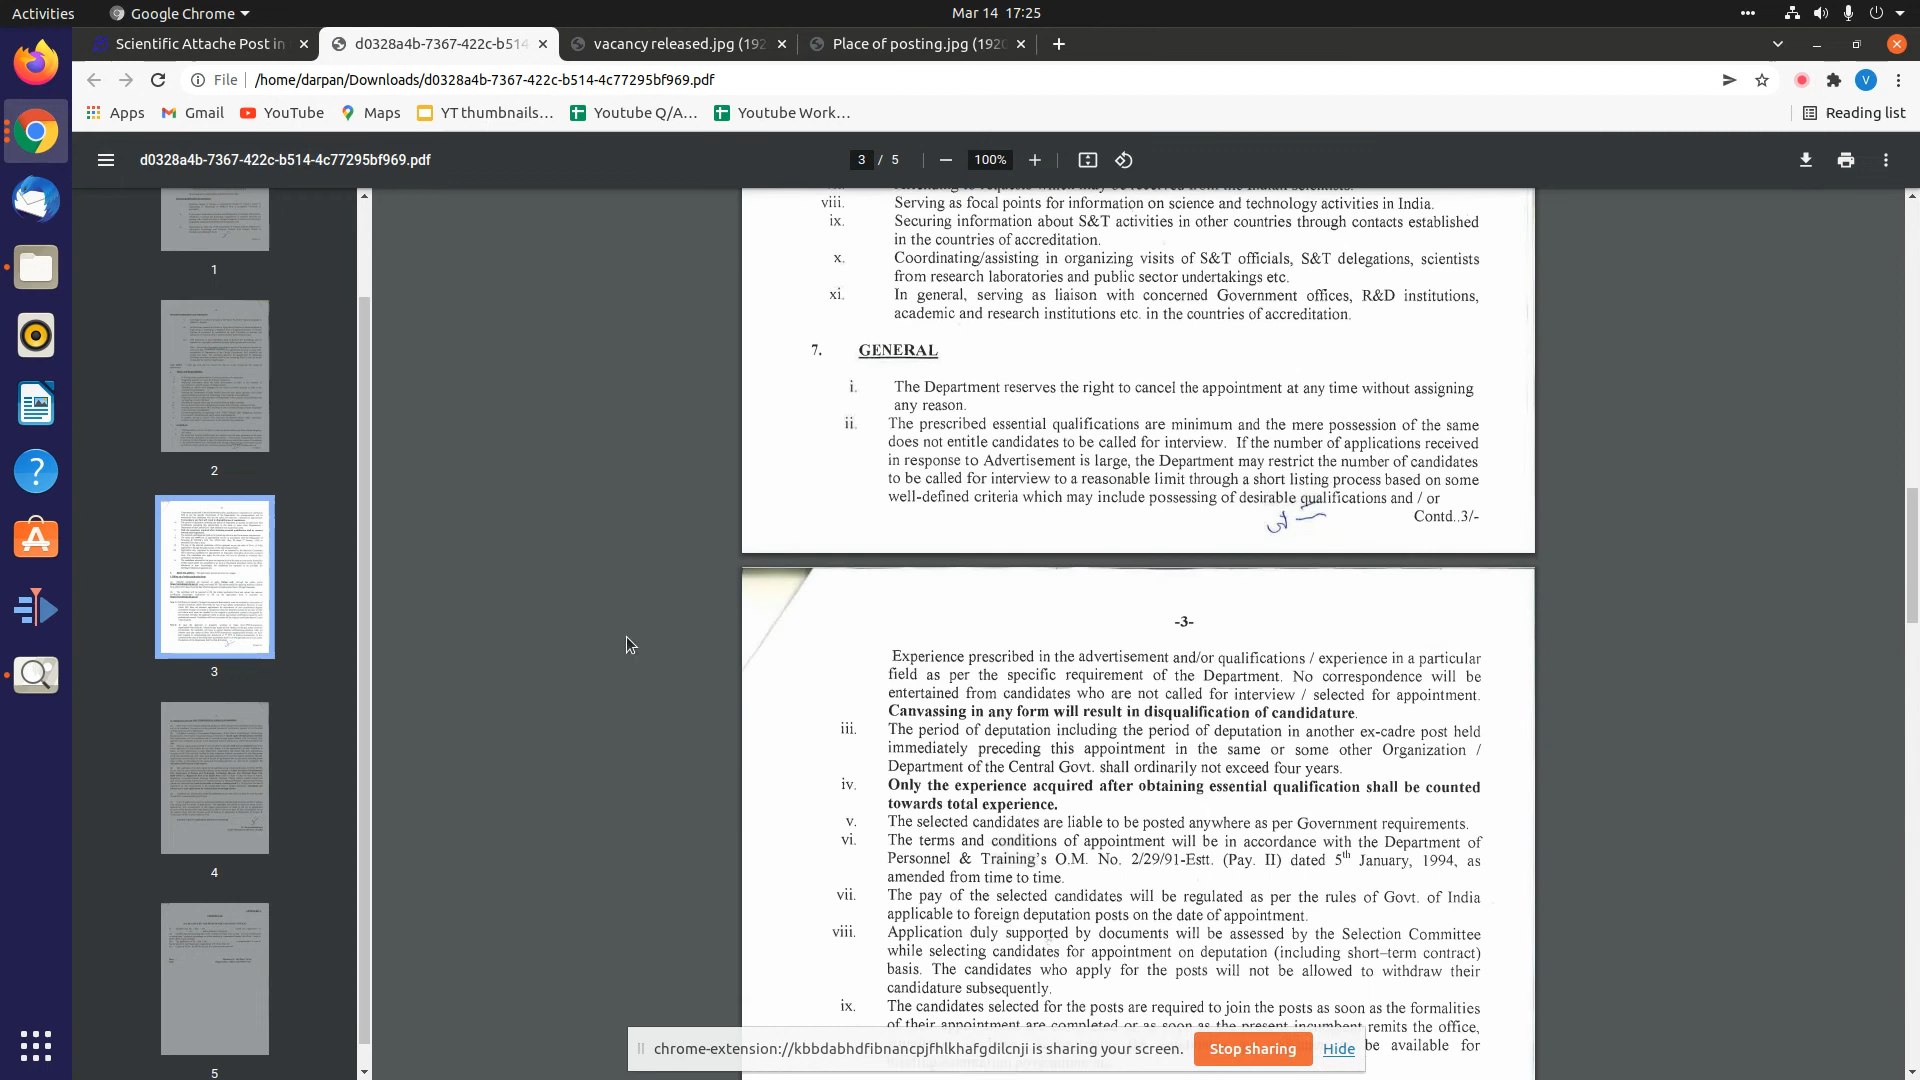 Activities
Google Chrome
Mar 14 17:25
Scientific Attache Post in
d0328a4b-7367-422c-b514
vacancy released.jpg (192
Place of posting.jpg (1920
File
/home/darpan/Downloads/d0328a4b-7367-422c-b514-4c77295bf969.pdf
V
Apps
Gmail
YouTube
Maps
YT thumbnails...
Youtube Q/A...
Youtube Work...
Reading list
d0328a4b-7367-422c-b514-4c77295bf969.pdf
3 / 5
100%
1
2
3
4
5
viii. Serving as focal points for information on science and technology activities in India.
ix. Securing information about S&T activities in other countries through contacts established
in the countries of accreditation.
x. Coordinating/assisting in organizing visits of S&T officials, S&T delegations, scientists
from research laboratories and public sector undertakings etc.
xi. In general, serving as liaison with concerned Government offices, R&D institutions,
academic and research institutions etc. in the countries of accreditation.
7. GENERAL
i. The Department reserves the right to cancel the appointment at any time without assigning
any reason.
ii. The prescribed essential qualifications are minimum and the mere possession of the same
does not entitle candidates to be called for interview. If the number of applications received
in response to Advertisement is large, the Department may restrict the number of candidates
to be called for interview to a reasonable limit through a short listing process based on some
well-defined criteria which may include possessing of desirable qualifications and / or
Contd..3/-
-3-
Experience prescribed in the advertisement and/or qualifications / experience in a particular
field as per the specific requirement of the Department. No correspondence will be
entertained from candidates who are not called for interview / selected for appointment.
Canvassing in any form will result in disqualification of candidature.
iii. The period of deputation including the period of deputation in another ex-cadre post held
immediately preceding this appointment in the same or some other Organization /
Department of the Central Govt. shall ordinarily not exceed four years.
iv. Only the experience acquired after obtaining essential qualification shall be counted
towards total experience.
v. The selected candidates are liable to be posted anywhere as per Government requirements.
vi. The terms and conditions of appointment will be in accordance with the Department of
Personnel & Training's O.M. No. 2/29/91-Estt. (Pay. II) dated 5th January, 1994, as
amended from time to time.
vii. The pay of the selected candidates will be regulated as per the rules of Govt. of India
applicable to foreign deputation posts on the date of appointment.
viii. Application duly supported by documents will be assessed by the Selection Committee
while selecting candidates for appointment on deputation (including short-term contract)
basis. The candidates who apply for the posts will not be allowed to withdraw their
candidature subsequently.
ix. The candidates selected for the posts are required to join the posts as soon as the formalities
of their appointment are completed or as soon as the present incumbent remits the office,
be available for
chrome-extension://kbbdabhdfibnancpjfhlkhafgdilcnji is sharing your screen.
Stop sharing
Hide